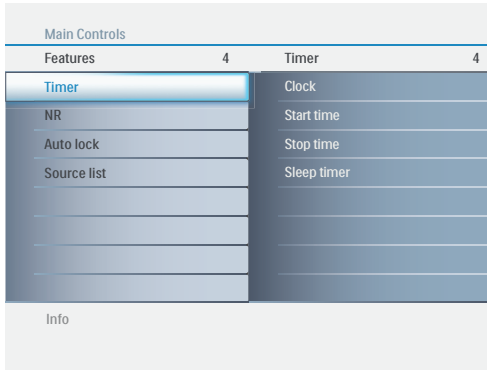 Main Controls
Features 4 Timer 4
Timer Clock
NR Start time
Auto lock Stop time
Source list Sleep timer
Info